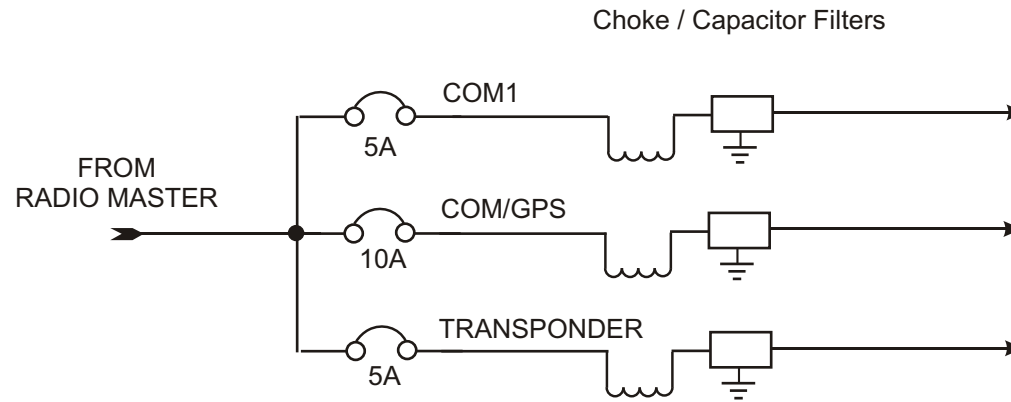 Choke / Capacitor Filters
COM1
5A
FROM
RADIO MASTER
COM/GPS
10A
TRANSPONDER
5A